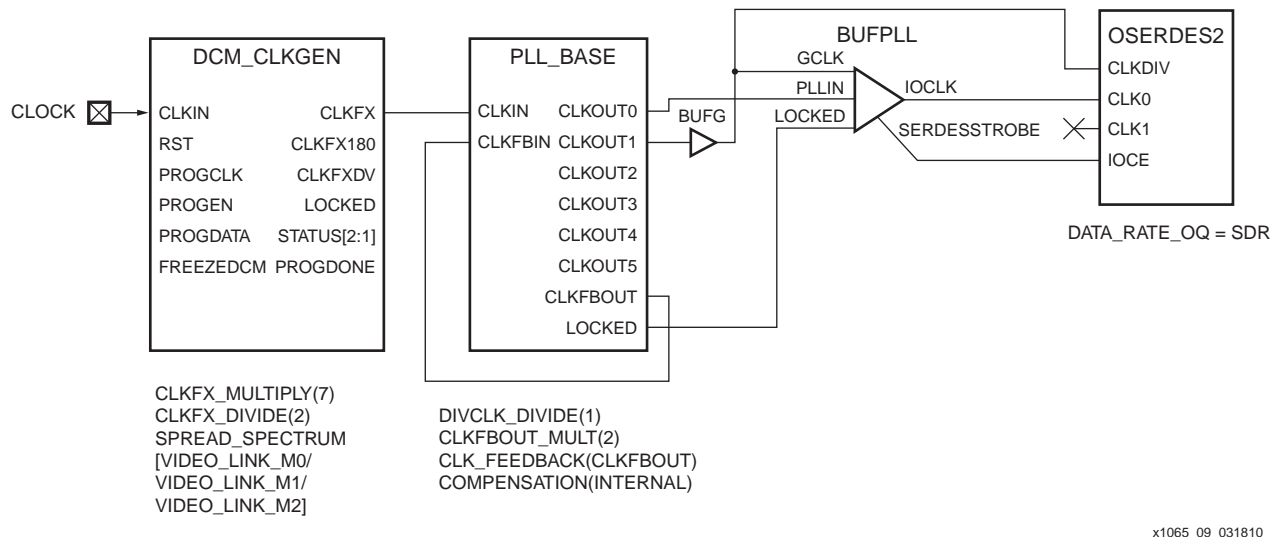 CLOCK
DCM_CLKGEN
CLKIN
RST
PROGCLK
PROGEN
PROGDATA
FREEZEDCM
CLKFX
CLKFX180
CLKFXDV
LOCKED
STATUS[2:1]
PROGDONE
CLKFX_MULTIPLY(7)
CLKFX_DIVIDE(2)
SPREAD_SPECTRUM
[VIDEO_LINK_M0/
VIDEO_LINK_M1/
VIDEO_LINK_M2]
PLL_BASE
CLKIN
CLKFBIN
CLKOUT0
CLKOUT1
CLKOUT2
CLKOUT3
CLKOUT4
CLKOUT5
CLKFBOUT
LOCKED
DIVCLK_DIVIDE(1)
CLKFBOUT_MULT(2)
CLK_FEEDBACK(CLKFBOUT)
COMPENSATION(INTERNAL)
BUFG
BUFPLL
GCLK
PLLIN
LOCKED
IOCLK
SERDESSTROBE
OSERDES2
CLKDIV
CLK0
CLK1
IOCE
DATA_RATE_OQ = SDR
x1065_09_031810